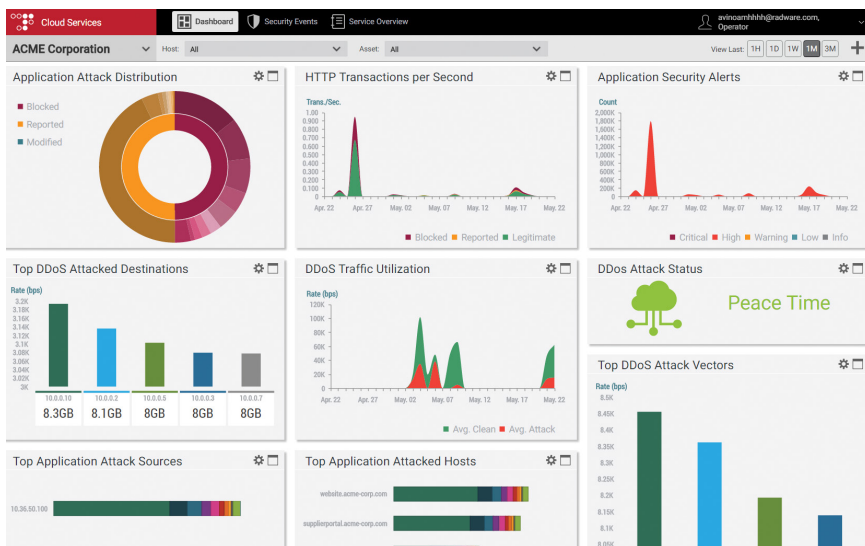 Cloud Services
Dashboard
Security Events
Service Overview
avinoamhhhh@radware.com,
Operator
ACME Corporation
Host: All
Asset: All
View Last: 1H 1D 1W 1M 3M
Application Attack Distribution
Blocked
Reported
Modified
HTTP Transactions per Second
Trans./Sec.
1.00
0.900
0.800
0.700
0.600
0.500
0.400
0.300
0.200
0.100
0
Apr. 22 Apr. 27 May. 02 May. 07 May. 12 May. 17 May. 22
Blocked Reported Legitimate
Application Security Alerts
Count
2,000K
1,800K
1,600K
1,400K
1,200K
1,000K
800K
600K
400K
200K
0
Apr. 22 Apr. 27 May. 02 May. 07 May. 12 May. 17 May. 22
Critical High Warning Low Info
Top DDoS Attacked Destinations
Rate (bps)
3.2K
3.18K
3.16K
3.14K
3.12K
3.1K
3.08K
3.06K
3.04K
3.02K
3K
10.0.0.10 10.0.0.2 10.0.0.5 10.0.0.3 10.0.0.7
8.3GB 8.1GB 8GB 8GB 8GB
DDoS Traffic Utilization
Rate (bps)
120K
100K
80K
60K
40K
20K
0
Apr. 22 Apr. 27 May. 02 May. 07 May. 12 May. 17 May. 22
Avg. Clean Avg. Attack
DDos Attack Status
Peace Time
Top DDoS Attack Vectors
Rate (bps)
8.5K
8.45K
8.4K
8.35K
8.3K
8.25K
8.2K
8.15K
8.1K
8.05K
Top Application Attack Sources
10.36.50.100
Top Application Attacked Hosts
website.acme-corp.com
supplierportal.acme-corp.com